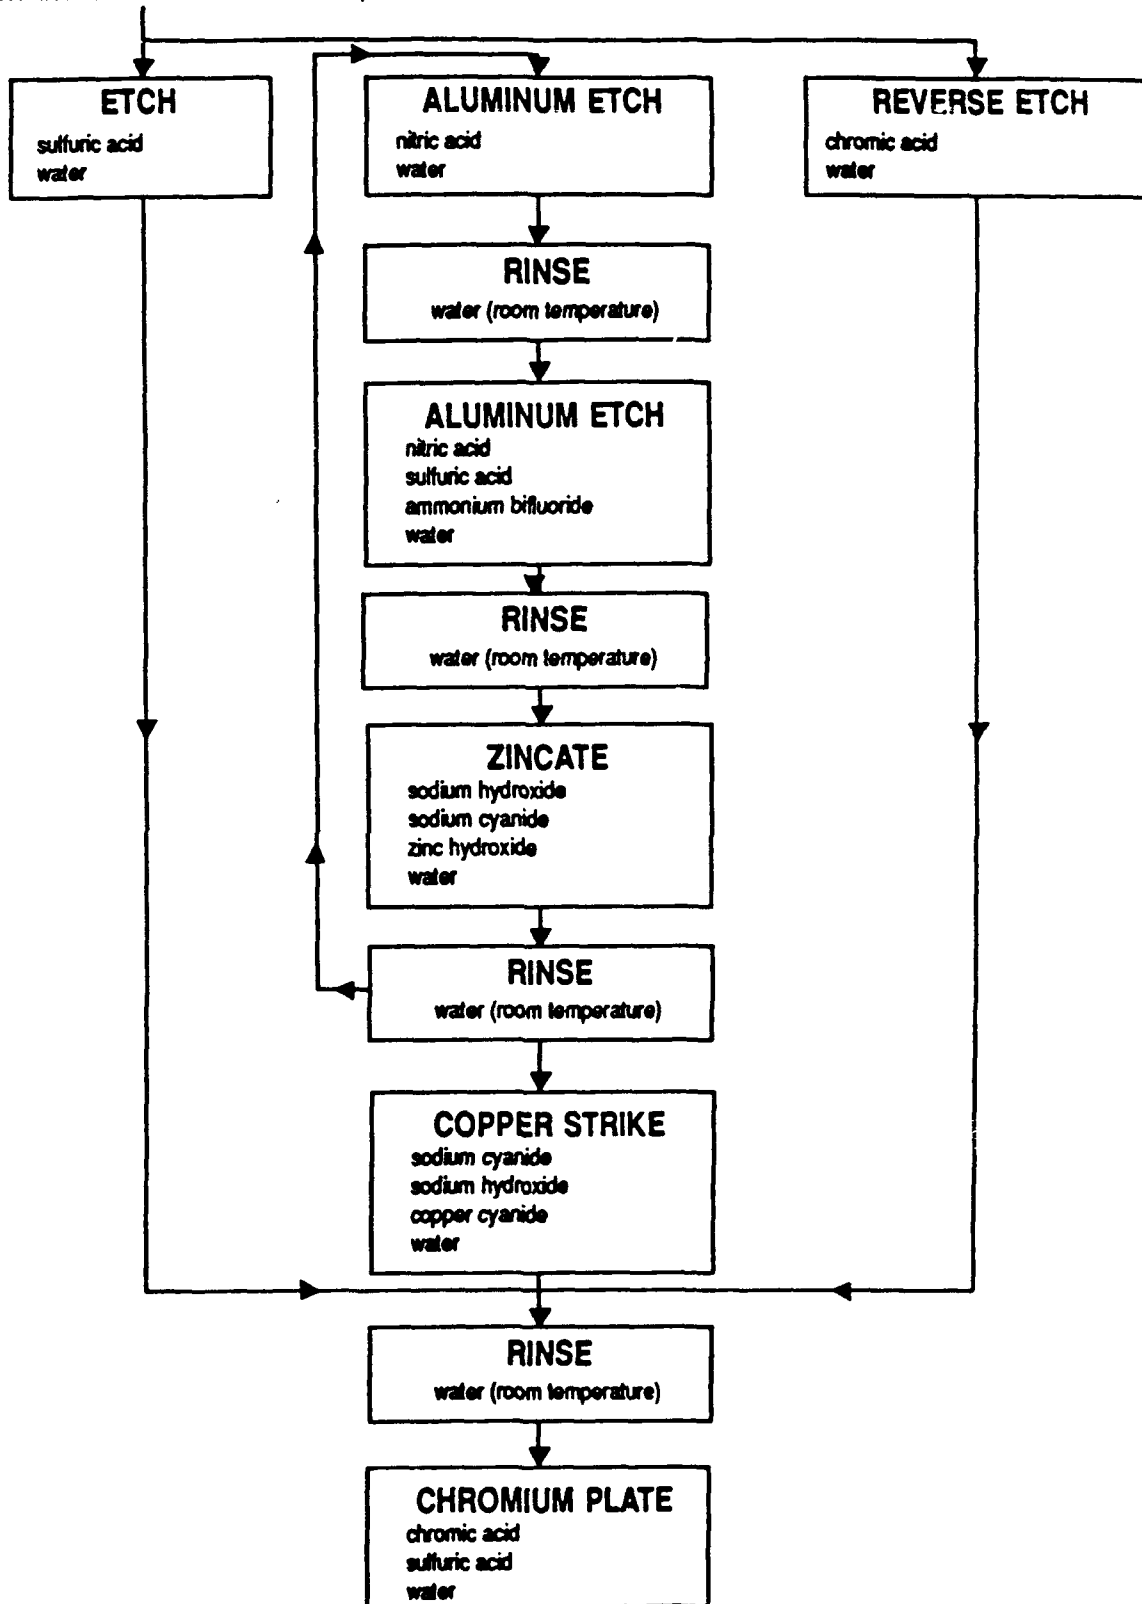 ETCH
sulfuric acid
water
ALUMINUM ETCH
nitric acid
water
REVERSE ETCH
chromic acid
water
RINSE
water (room temperature)
ALUMINUM ETCH
nitric acid
sulfuric acid
ammonium bifluoride
water
RINSE
water (room temperature)
ZINCATE
sodium hydroxide
sodium cyanide
zinc hydroxide
water
RINSE
water (room temperature)
COPPER STRIKE
sodium cyanide
sodium hydroxide
copper cyanide
water
RINSE
water (room temperature)
CHROMIUM PLATE
chromic acid
sulfuric acid
water